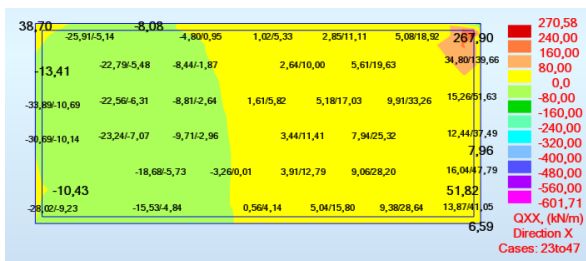 38,70 -8,08
-25,91/-5,14 -4,80/0,95 1,02/5,33 2,85/11,11 5,08/18,92 267,90
-13,41 -22,79/-5,48 -8,44/-1,87 2,64/10,00 5,61/19,63 34,80/139,66
-33,89/-10,69 -22,56/-6,31 -8,81/-2,64 1,61/5,82 5,18/17,03 9,91/33,26 15,26/51,63
-30,69/-10,14 -23,24/-7,07 -9,71/-2,96 3,44/11,41 7,94/25,32 12,44/37,49
7,96
-18,68/-5,73 -3,26/0,01 3,91/12,79 9,06/28,20 16,04/47,79
-10,43 51,82
-28,02/-9,23 -15,53/-4,84 0,56/4,14 5,04/15,80 9,38/28,64 13,87/41,05
6,59
270,58
240,00
160,00
80,00
0,0
-80,00
-160,00
-240,00
-320,00
-400,00
-480,00
-560,00
-601,71
QXX, (kN/m)
Direction X
Cases: 23to47